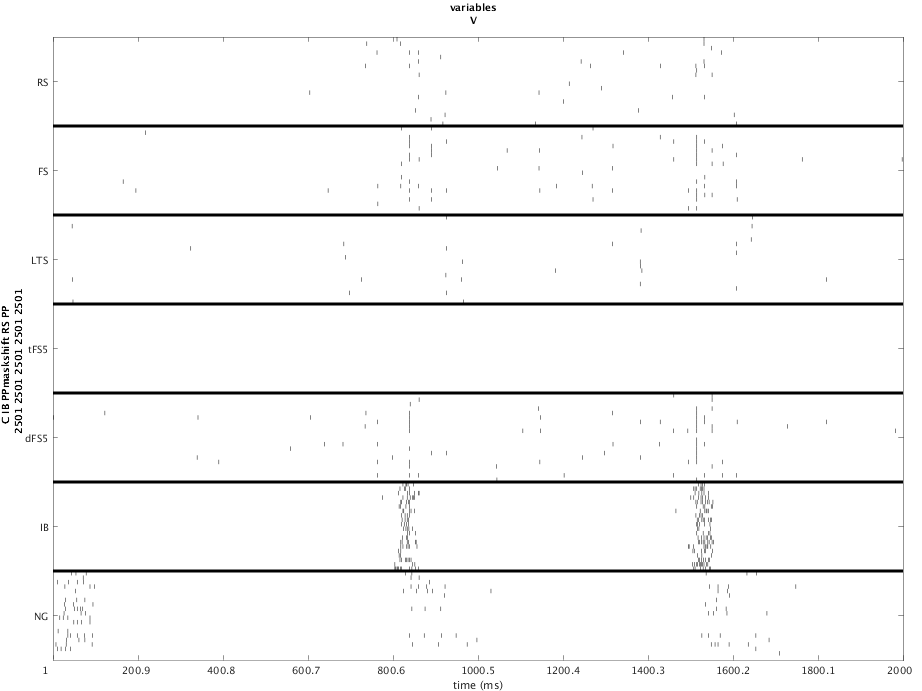 variables
V
RS
FS
LTS
tFS5
dFS5
IB
NG
C IB PPmaskshift RS PP
2501 2501 2501 2501 2501
1 200.9 400.8 600.7 800.6 1000.5 1200.4 1400.3 1600.2 1800.1 2000
time (ms)